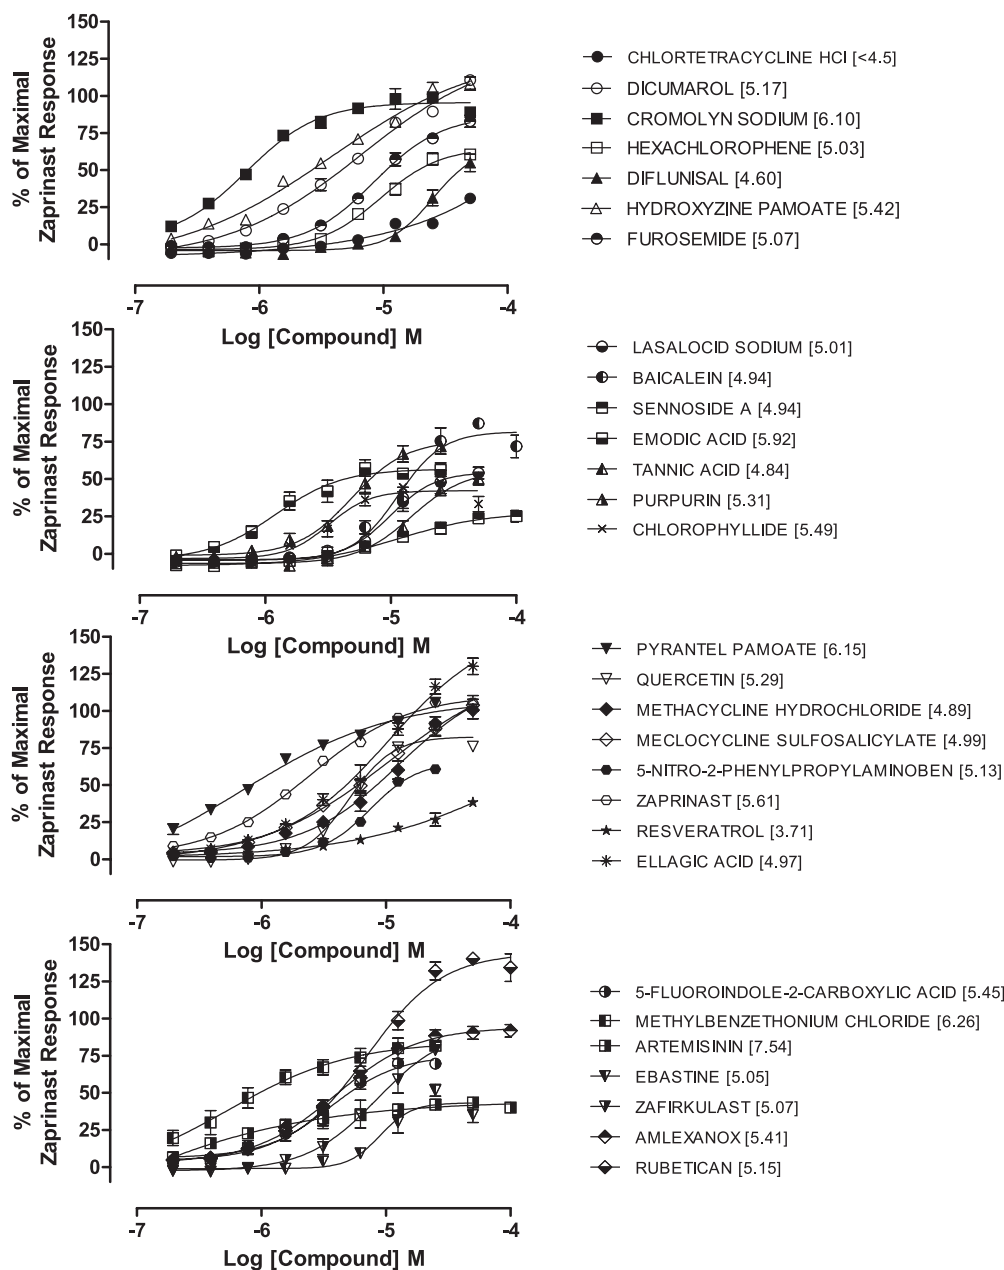 150
125
100
75
50
25
0
% of Maximal
Zaprinast Response
-7 -6 -5 -4
Log [Compound] M
CHLORTETRACYCLINE HCl [<4.5]
DICUMAROL [5.17]
CROMOLYN SODIUM [6.10]
HEXACHLOROPHENE [5.03]
DIFLUNISAL [4.60]
HYDROXYZINE PAMOATE [5.42]
FUROSEMIDE [5.07]
150
125
100
75
50
25
0
% of Maximal
Zaprinast Response
-7 -6 -5 -4
Log [Compound] M
LASALOCID SODIUM [5.01]
BAICALEIN [4.94]
SENNOSIDE A [4.94]
EMODIC ACID [5.92]
TANNIC ACID [4.84]
PURPURIN [5.31]
CHLOROPHYLLIDE [5.49]
150
125
100
75
50
25
0
% of Maximal
Zaprinast Response
-7 -6 -5 -4
Log [Compound] M
PYRANTEL PAMOATE [6.15]
QUERCETIN [5.29]
METHACYCLINE HYDROCHLORIDE [4.89]
MECLOCYCLINE SULFOSALICYLATE [4.99]
5-NITRO-2-PHENYLPROPYLAMINOBEN [5.13]
ZAPRINAST [5.61]
RESVERATROL [3.71]
ELLAGIC ACID [4.97]
150
125
100
75
50
25
0
% of Maximal
Zaprinast Response
-7 -6 -5 -4
Log [Compound] M
5-FLUOROINDOLE-2-CARBOXYLIC ACID [5.45]
METHYLBENZETHONIUM CHLORIDE [6.26]
ARTEMISININ [7.54]
EBASTINE [5.05]
ZAFIRKULAST [5.07]
AMLEXANOX [5.41]
RUBETICAN [5.15]